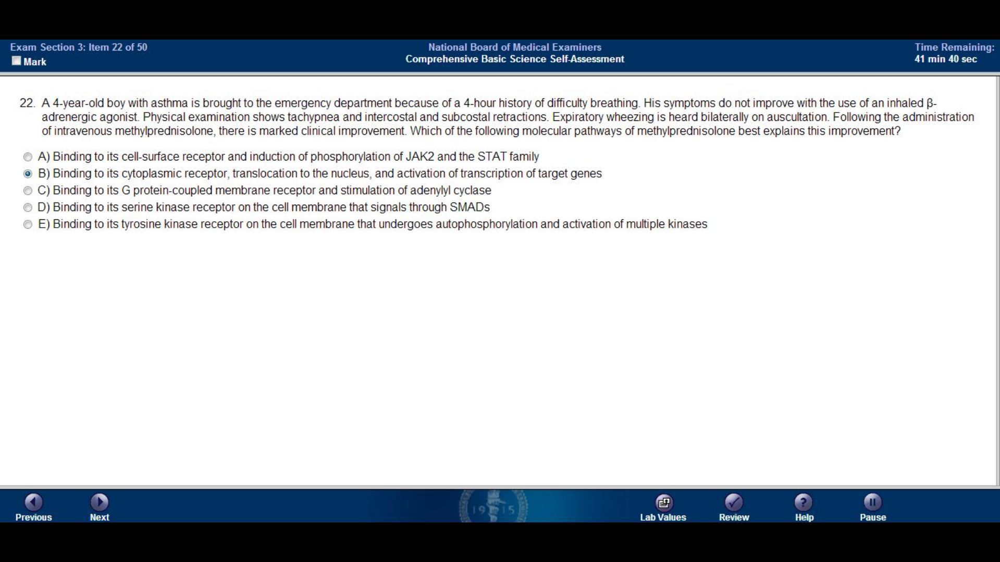 Exam Section 3: Item 22 of 50
Mark
National Board of Medical Examiners
Comprehensive Basic Science Self-Assessment
Time Remaining:
41 min 40 sec
22. A 4-year-old boy with asthma is brought to the emergency department because of a 4-hour history of difficulty breathing. His symptoms do not improve with the use of an inhaled β-
adrenergic agonist. Physical examination shows tachypnea and intercostal and subcostal retractions. Expiratory wheezing is heard bilaterally on auscultation. Following the administration
of intravenous methylprednisolone, there is marked clinical improvement. Which of the following molecular pathways of methylprednisolone best explains this improvement?
A) Binding to its cell-surface receptor and induction of phosphorylation of JAK2 and the STAT family
B) Binding to its cytoplasmic receptor, translocation to the nucleus, and activation of transcription of target genes
C) Binding to its G protein-coupled membrane receptor and stimulation of adenylyl cyclase
D) Binding to its serine kinase receptor on the cell membrane that signals through SMADs
E) Binding to its tyrosine kinase receptor on the cell membrane that undergoes autophosphorylation and activation of multiple kinases
1915
Previous
Next
Lab Values
Review
Help
Pause